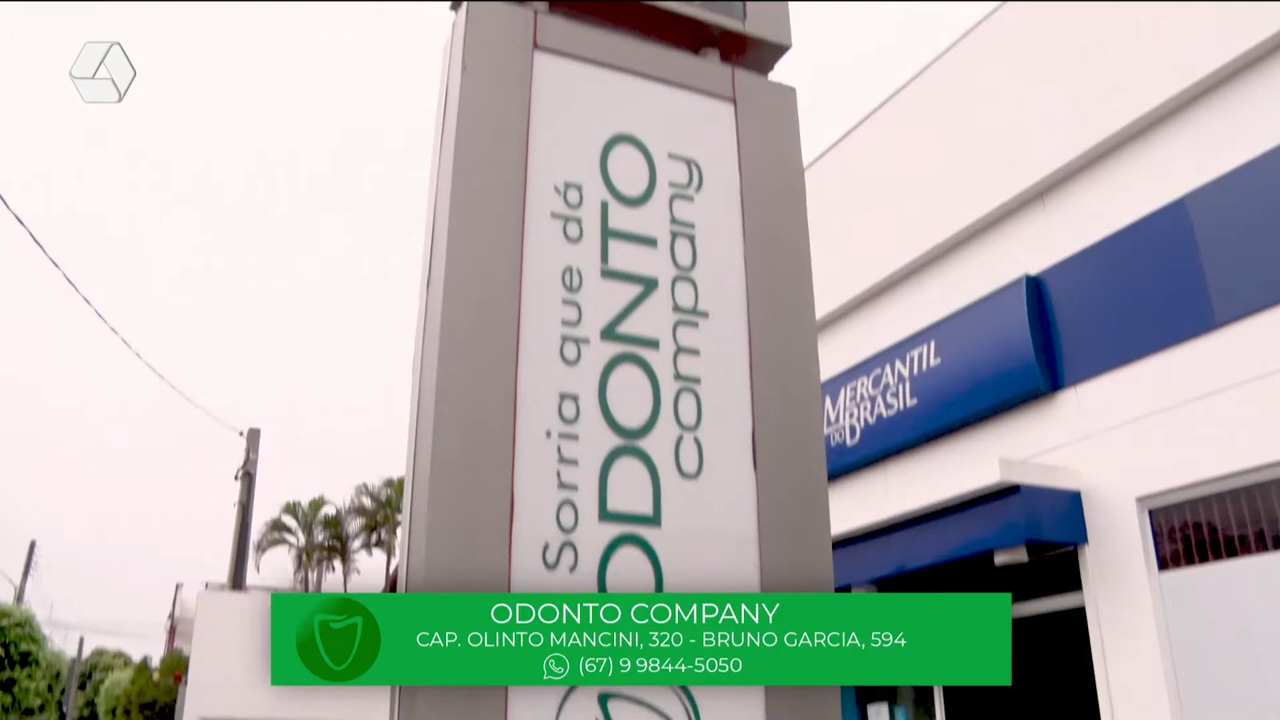 Sorria que dá
ODONTO
company
MERCANTIL
DO BRASIL
ODONTO COMPANY
CAP. OLINTO MANCINI, 320 - BRUNO GARCIA, 594
(67) 9 9844-5050